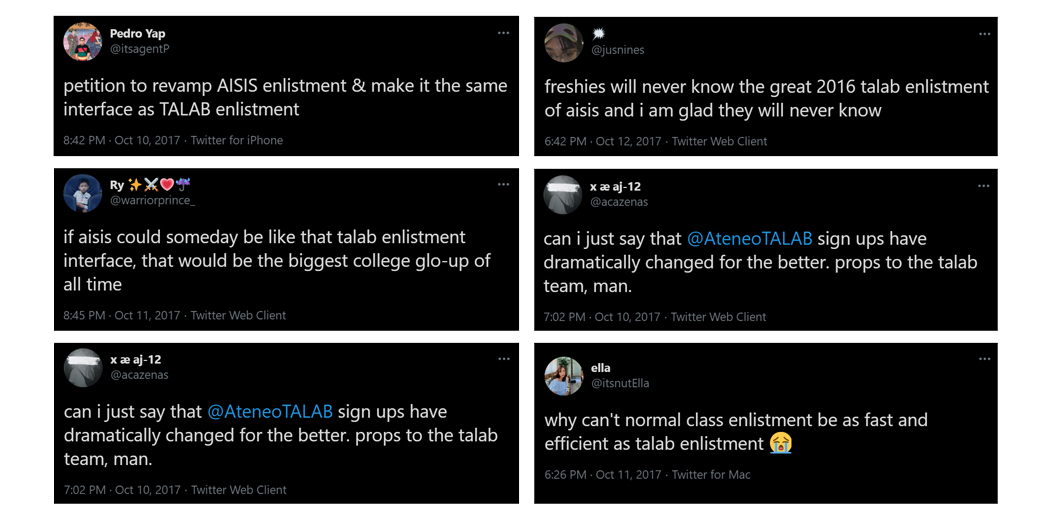 Pedro Yap
@itsagentP
petition to revamp AISIS enlistment & make it the same
interface as TALAB enlistment
8:42 PM · Oct 10, 2017 · Twitter for iPhone
@jusnines
freshies will never know the great 2016 talab enlistment
of aisis and i am glad they will never know
6:42 PM · Oct 12, 2017 · Twitter Web Client
Ry ✨⚔️❤️☔
@warriorprince_
if aisis could someday be like that talab enlistment
interface, that would be the biggest college glo-up of
all time
8:45 PM · Oct 11, 2017 · Twitter Web Client
x æ aj-12
@acazenas
can i just say that @AteneoTALAB sign ups have
dramatically changed for the better. props to the talab
team, man.
7:02 PM · Oct 10, 2017 · Twitter Web Client
x æ aj-12
@acazenas
can i just say that @AteneoTALAB sign ups have
dramatically changed for the better. props to the talab
team, man.
7:02 PM · Oct 10, 2017 · Twitter Web Client
ella
@itsnutElla
why can't normal class enlistment be as fast and
efficient as talab enlistment 😭
6:26 PM · Oct 11, 2017 · Twitter for Mac